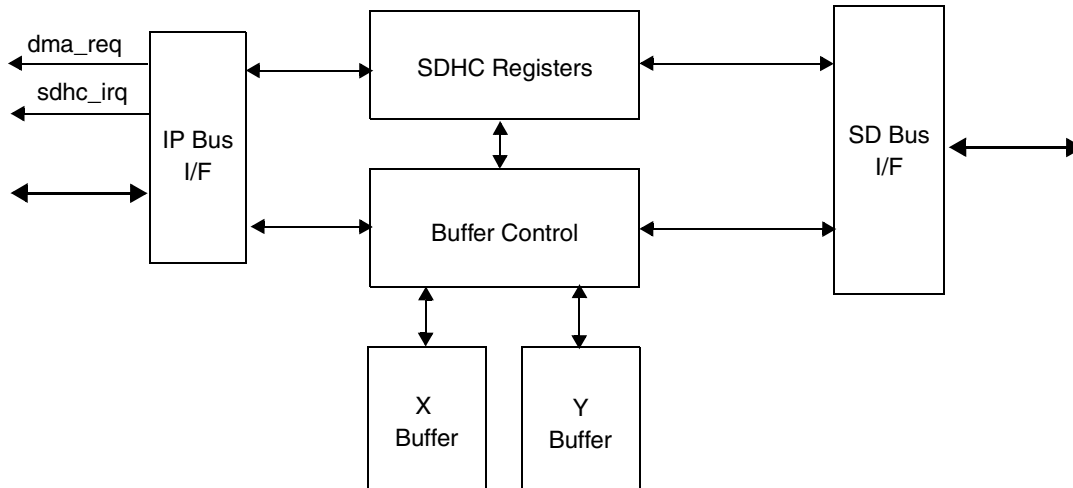 dma_req
sdhc_irq
IP Bus
I/F
SDHC Registers
Buffer Control
X
Buffer
Y
Buffer
SD Bus
I/F